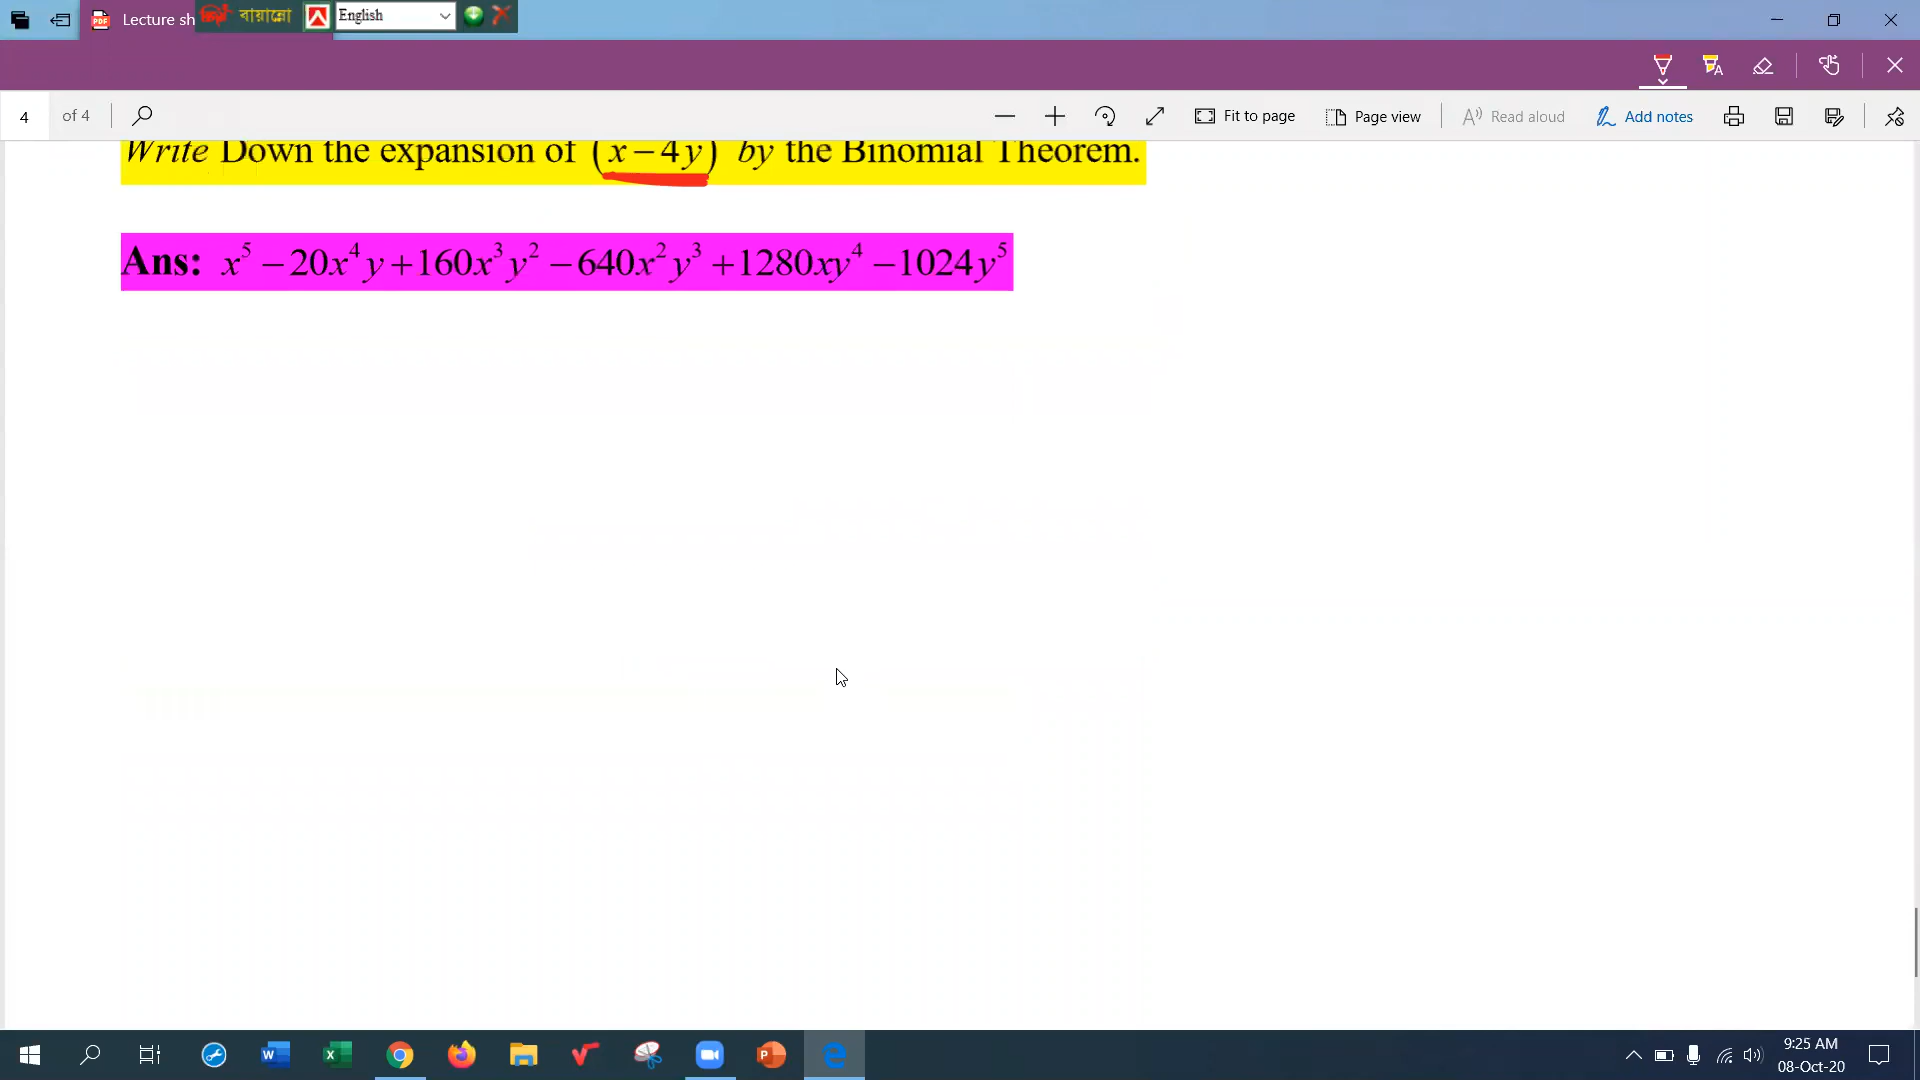 Lecture sh
বায়ান্নো
English
4 of 4
Fit to page
Page view
Read aloud
Add notes
Write Down the expansion of (x − 4y) by the Binomial Theorem.
Ans: x⁵ − 20x⁴y + 160x³y² − 640x²y³ + 1280xy⁴ − 1024y⁵
9:25 AM
08-Oct-20